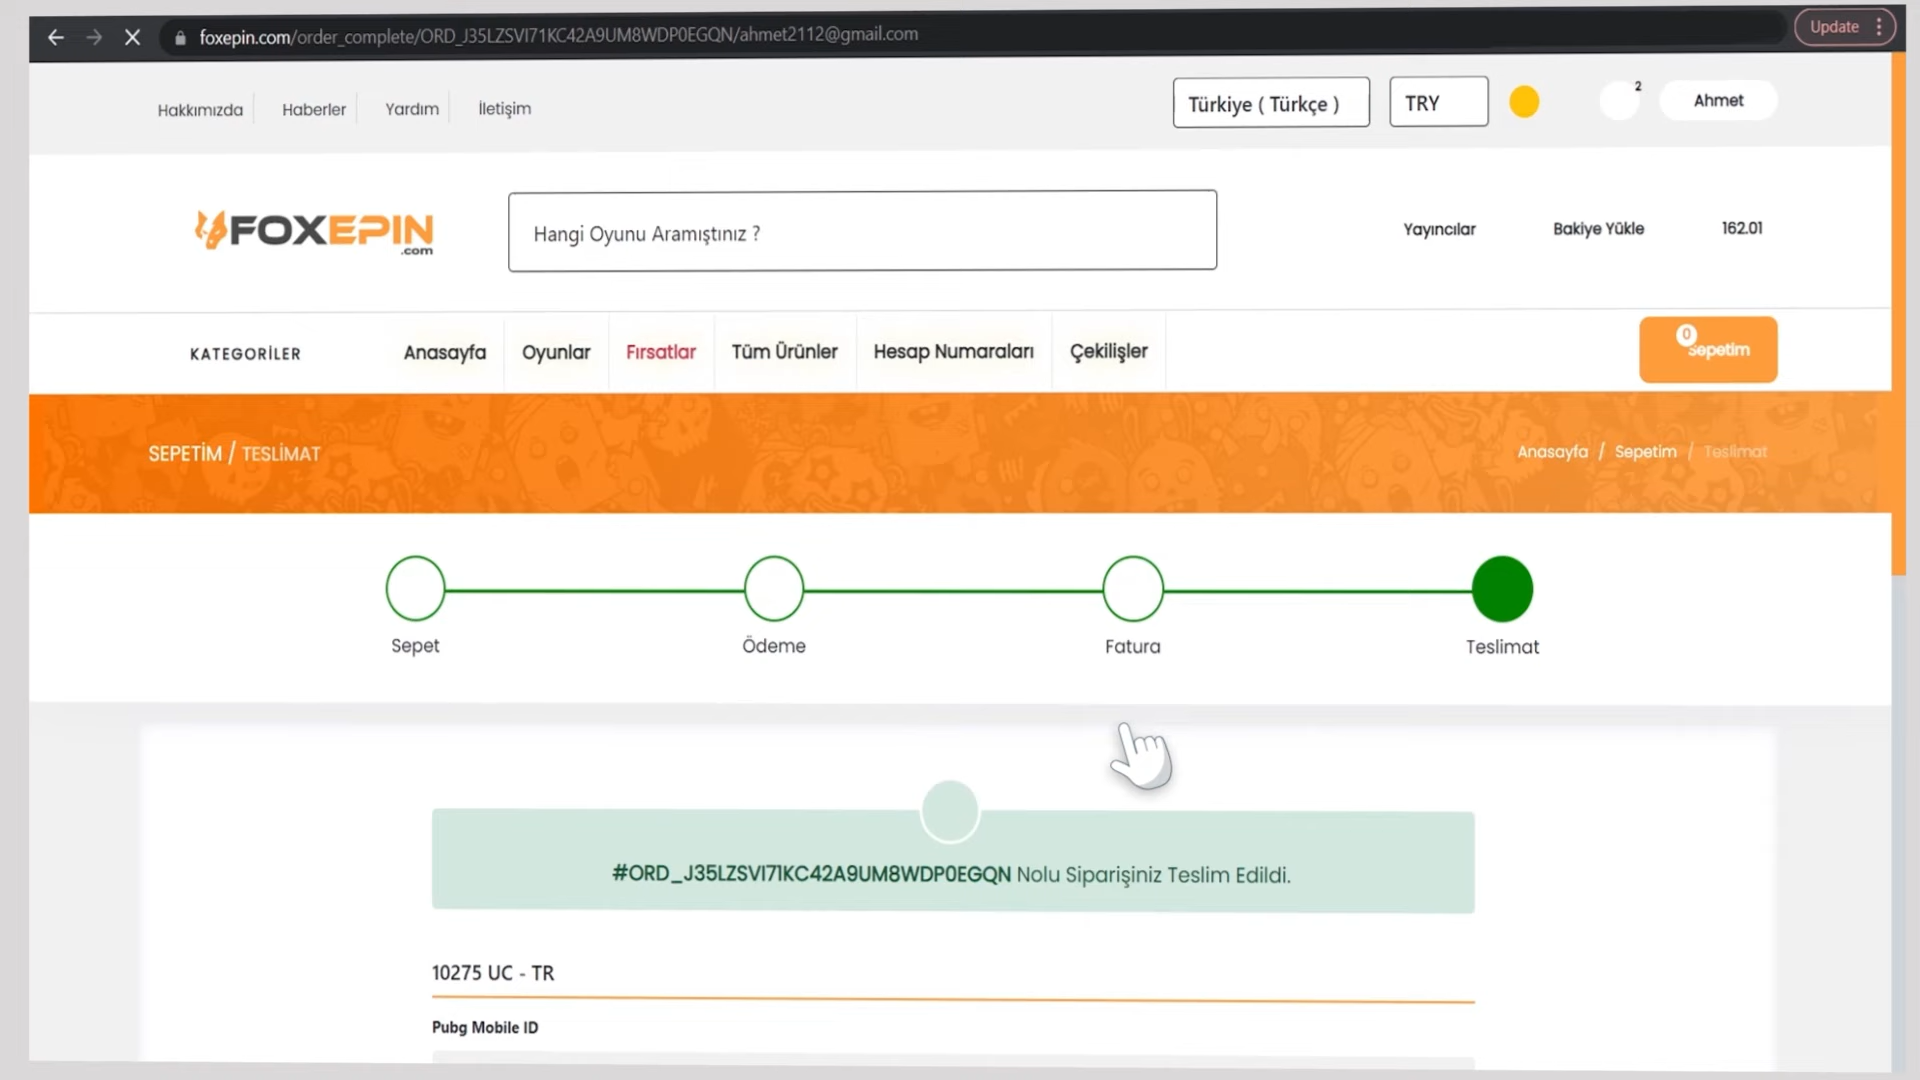 foxepin.com/order_complete/ORD_J35LZSVI71KC42A9UM8WDP0EGQN/ahmet2112@gmail.com
Update
Hakkımızda
Haberler
Yardım
İletişim
Türkiye ( Türkçe )
TRY
2
Ahmet
FOXEPIN
.com
Hangi Oyunu Aramıştınız ?
Yayıncılar
Bakiye Yükle
162.01
KATEGORİLER
Anasayfa
Oyunlar
Fırsatlar
Tüm Ürünler
Hesap Numaraları
Çekilişler
0
Sepetim
SEPETİM / TESLİMAT
Anasayfa / Sepetim / Teslimat
Sepet
Ödeme
Fatura
Teslimat
#ORD_J35LZSVI71KC42A9UM8WDP0EGQN Nolu Siparişiniz Teslim Edildi.
10275 UC - TR
Pubg Mobile ID